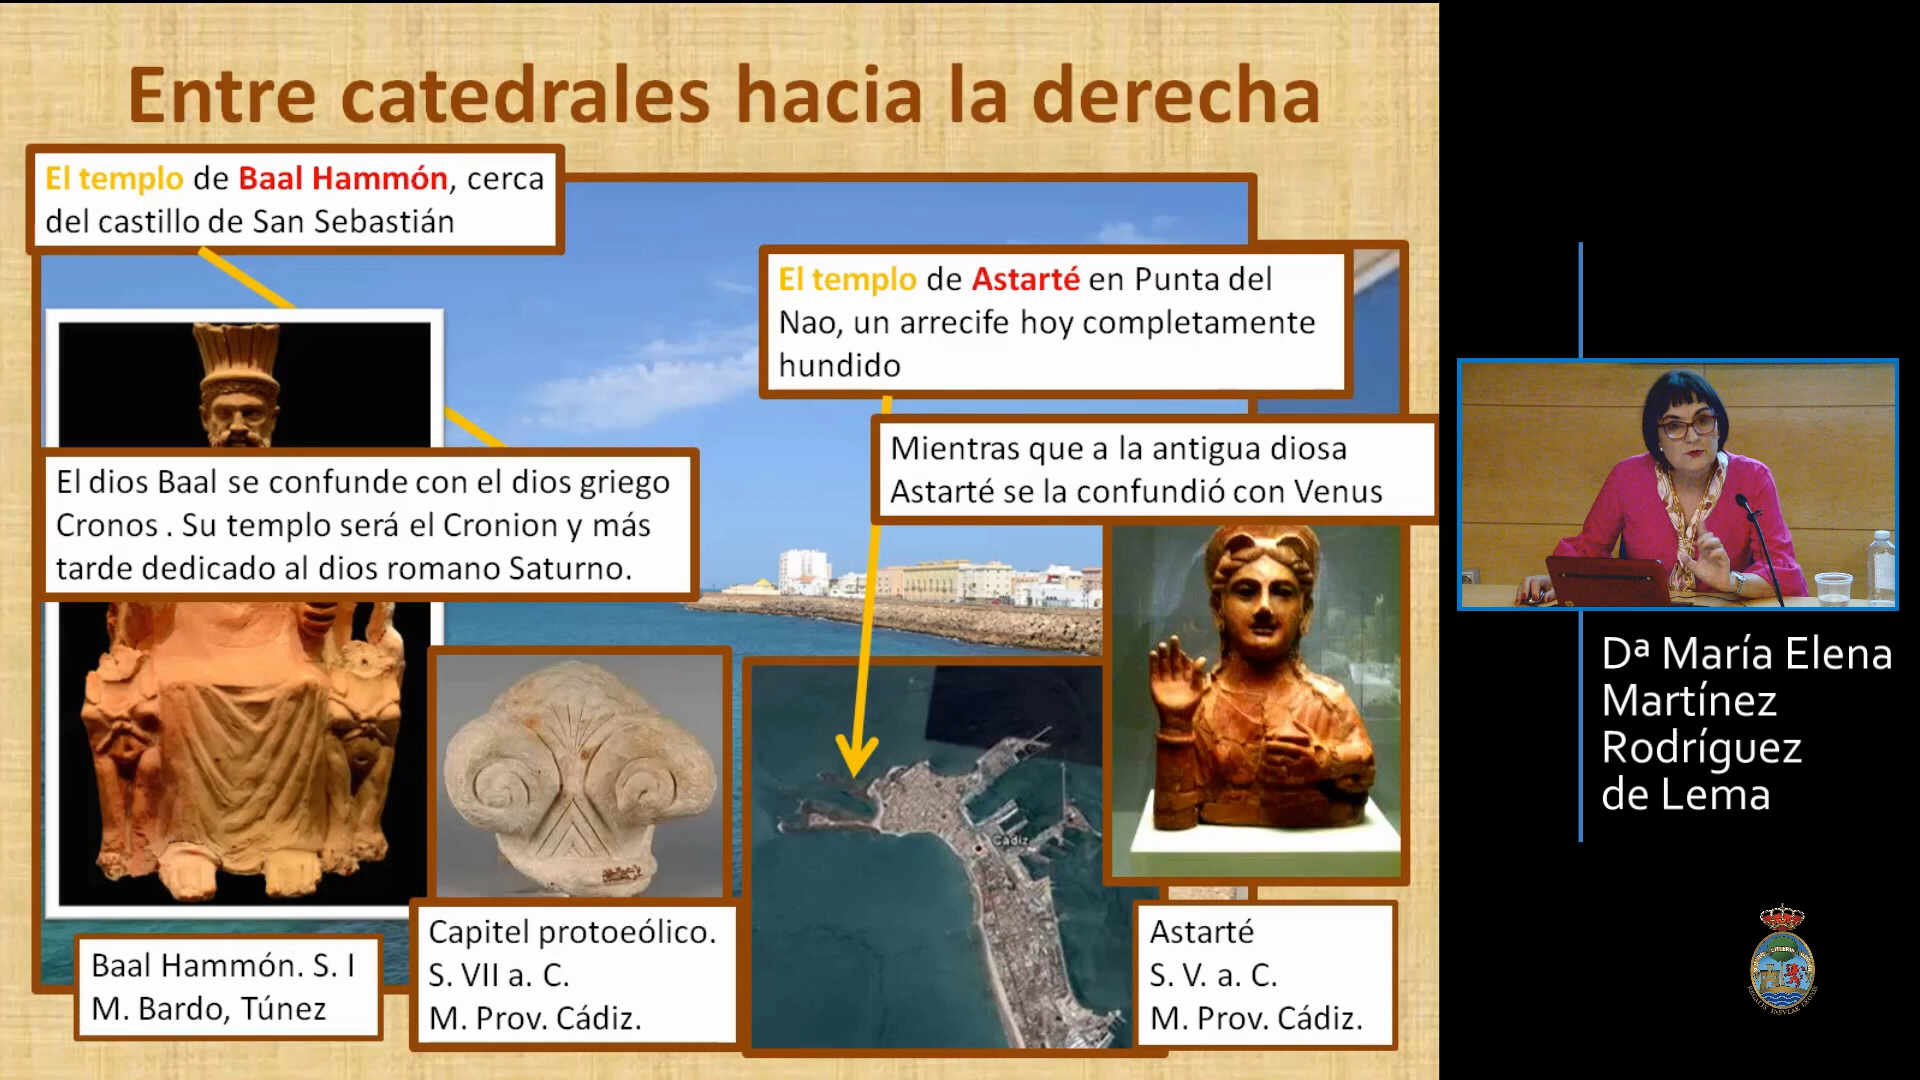 Entre catedrales hacia la derecha
El templo de Baal Hammón, cerca
del castillo de San Sebastián
El templo de Astarté en Punta del
Nao, un arrecife hoy completamente
hundido
Mientras que a la antigua diosa
Astarté se la confundió con Venus
El dios Baal se confunde con el dios griego
Cronos . Su templo será el Cronion y más
tarde dedicado al dios romano Saturno.
Cádiz
Baal Hammón. S. I
M. Bardo, Túnez
Capitel protoeólico.
S. VII a. C.
M. Prov. Cádiz.
Astarté
S. V. a. C.
M. Prov. Cádiz.
Dª María Elena
Martínez
Rodríguez
de Lema